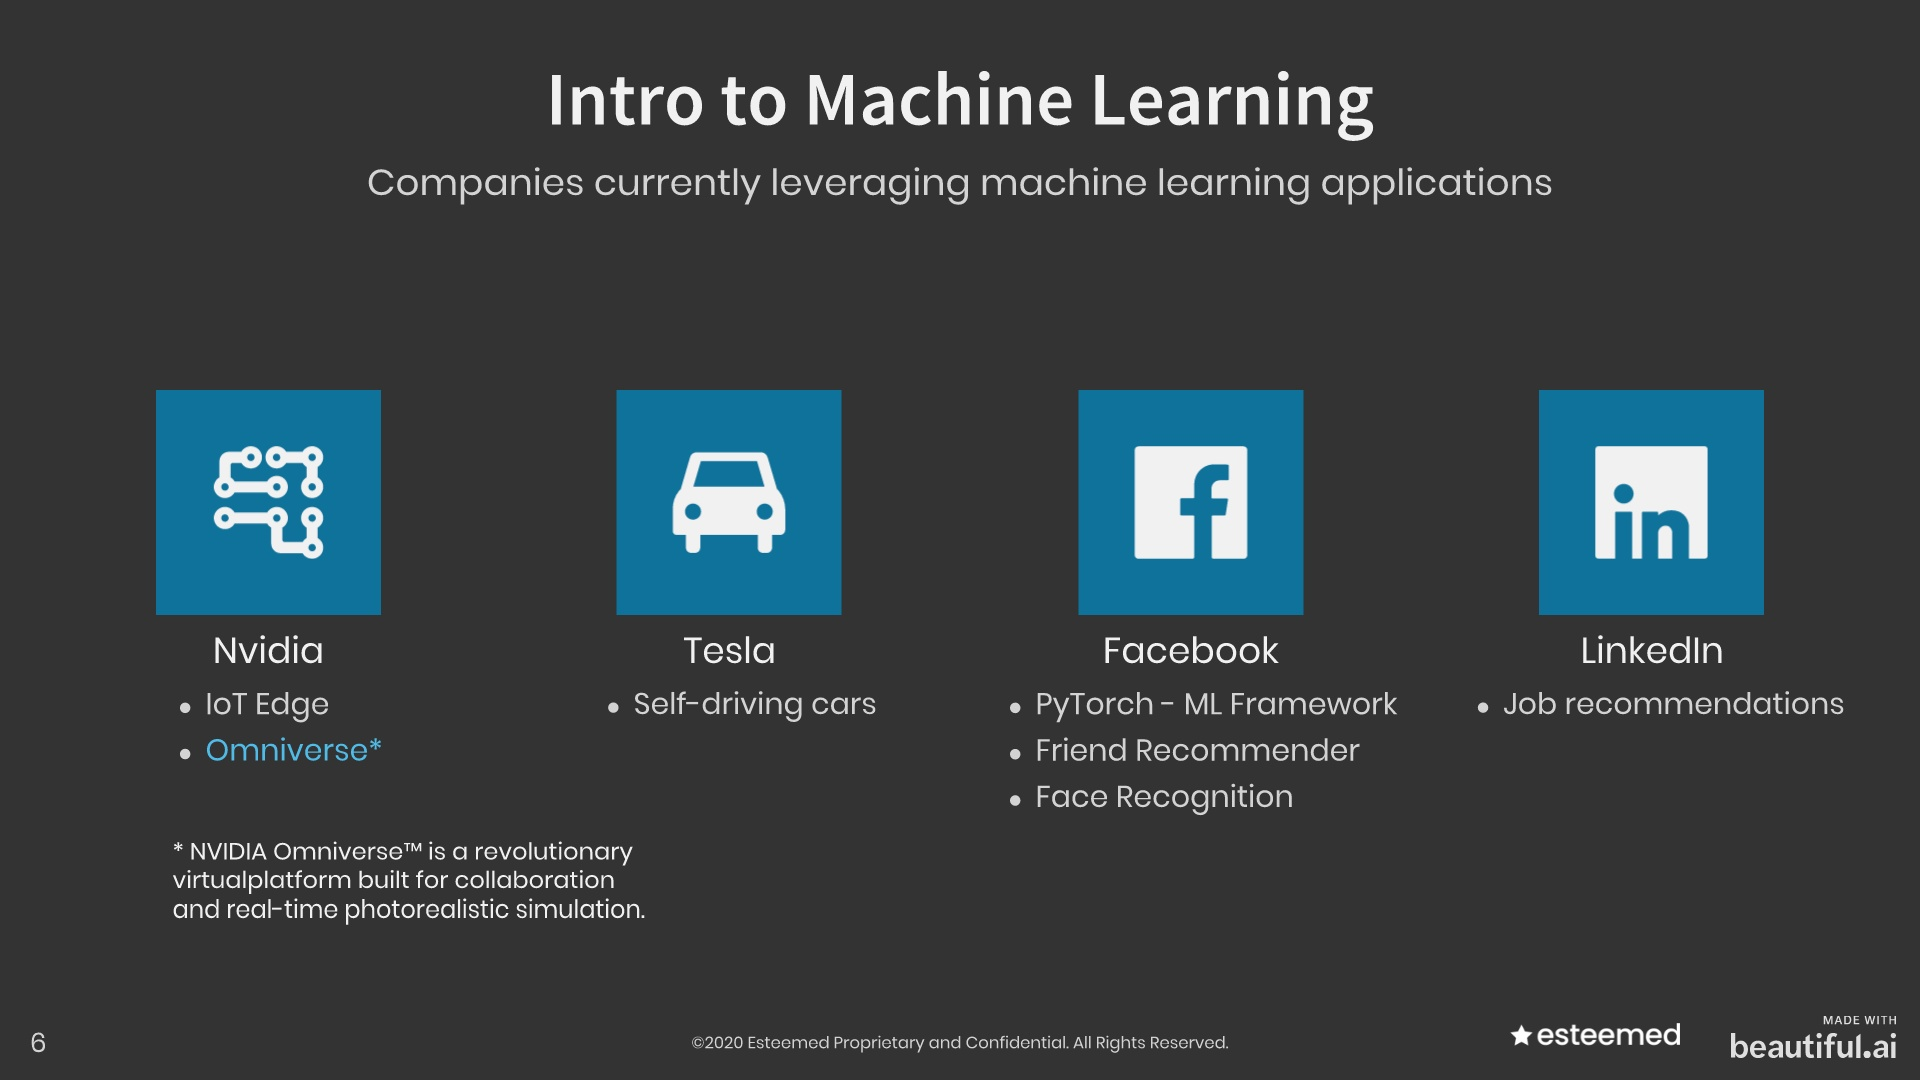 Intro to Machine Learning
Companies currently leveraging machine learning applications
Nvidia
• IoT Edge
• Omniverse*
Tesla
• Self-driving cars
Facebook
• PyTorch - ML Framework
• Friend Recommender
• Face Recognition
LinkedIn
• Job recommendations
* NVIDIA Omniverse™ is a revolutionary
virtualplatform built for collaboration
and real-time photorealistic simulation.
6
©2020 Esteemed Proprietary and Confidential. All Rights Reserved.
esteemed
MADE WITH
beautiful.ai